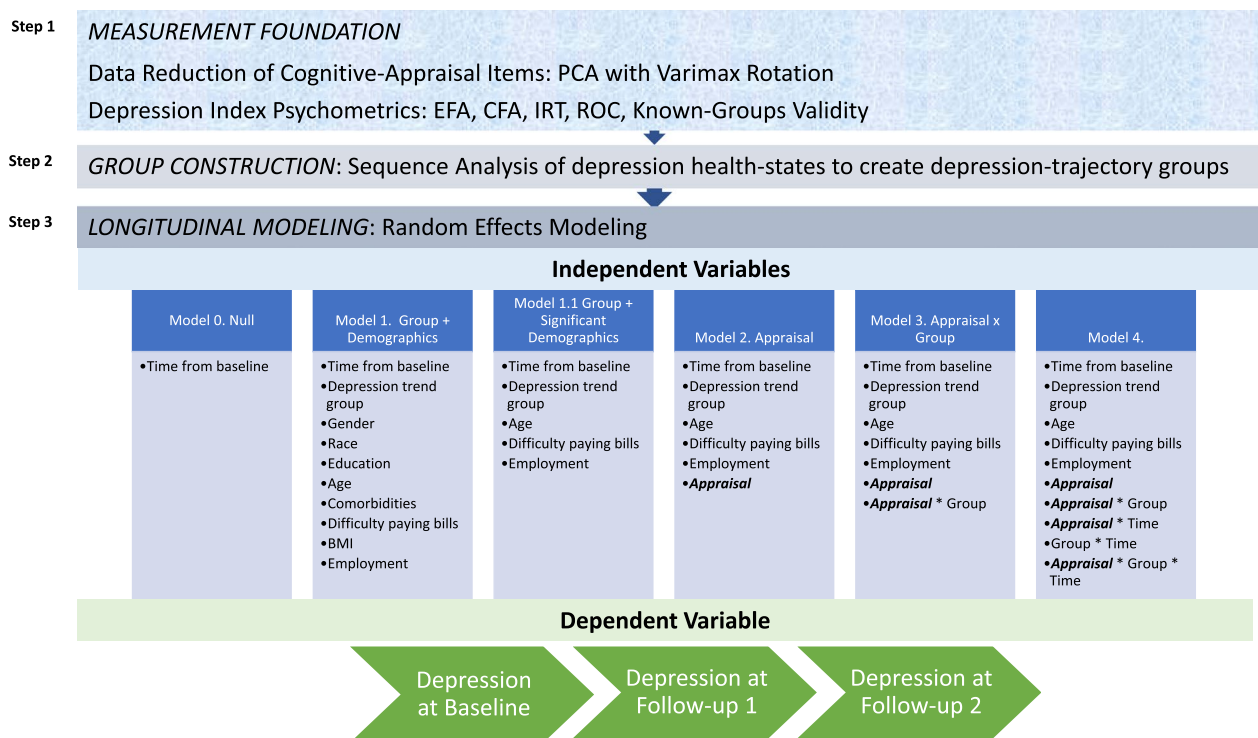 Step 1
MEASUREMENT FOUNDATION
Data Reduction of Cognitive-Appraisal Items: PCA with Varimax Rotation
Depression Index Psychometrics: EFA, CFA, IRT, ROC, Known-Groups Validity
Step 2
GROUP CONSTRUCTION: Sequence Analysis of depression health-states to create depression-trajectory groups
Step 3
LONGITUDINAL MODELING: Random Effects Modeling
Independent Variables
Model 0. Null
•Time from baseline
Model 1. Group +
Demographics
•Time from baseline
•Depression trend
group
•Gender
•Race
•Education
•Age
•Comorbidities
•Difficulty paying bills
•BMI
•Employment
Model 1.1 Group +
Significant
Demographics
•Time from baseline
•Depression trend
group
•Age
•Difficulty paying bills
•Employment
Model 2. Appraisal
•Time from baseline
•Depression trend
group
•Age
•Difficulty paying bills
•Employment
•Appraisal
Model 3. Appraisal x
Group
•Time from baseline
•Depression trend
group
•Age
•Difficulty paying bills
•Employment
•Appraisal
•Appraisal * Group
Model 4.
•Time from baseline
•Depression trend
group
•Age
•Difficulty paying bills
•Employment
•Appraisal
•Appraisal * Group
•Appraisal * Time
•Group * Time
•Appraisal * Group *
Time
Dependent Variable
Depression
at Baseline
Depression at
Follow-up 1
Depression at
Follow-up 2